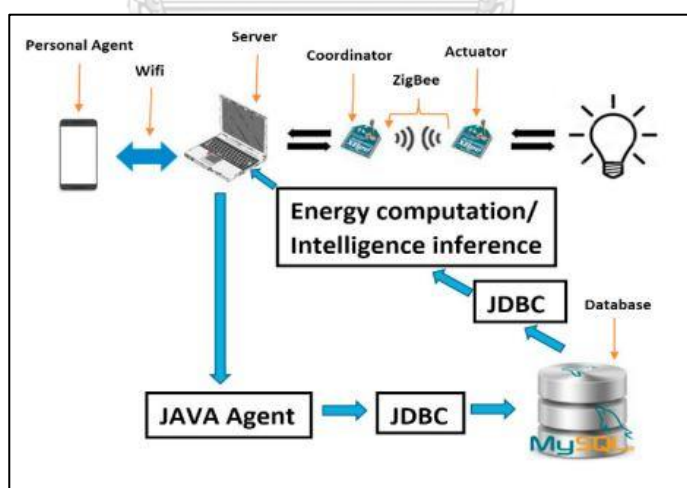 Personal Agent
Wifi
Server
Coordinator
ZigBee
Actuator
Energy computation/
Intelligence inference
JDBC
Database
JAVA Agent
JDBC
MySQL